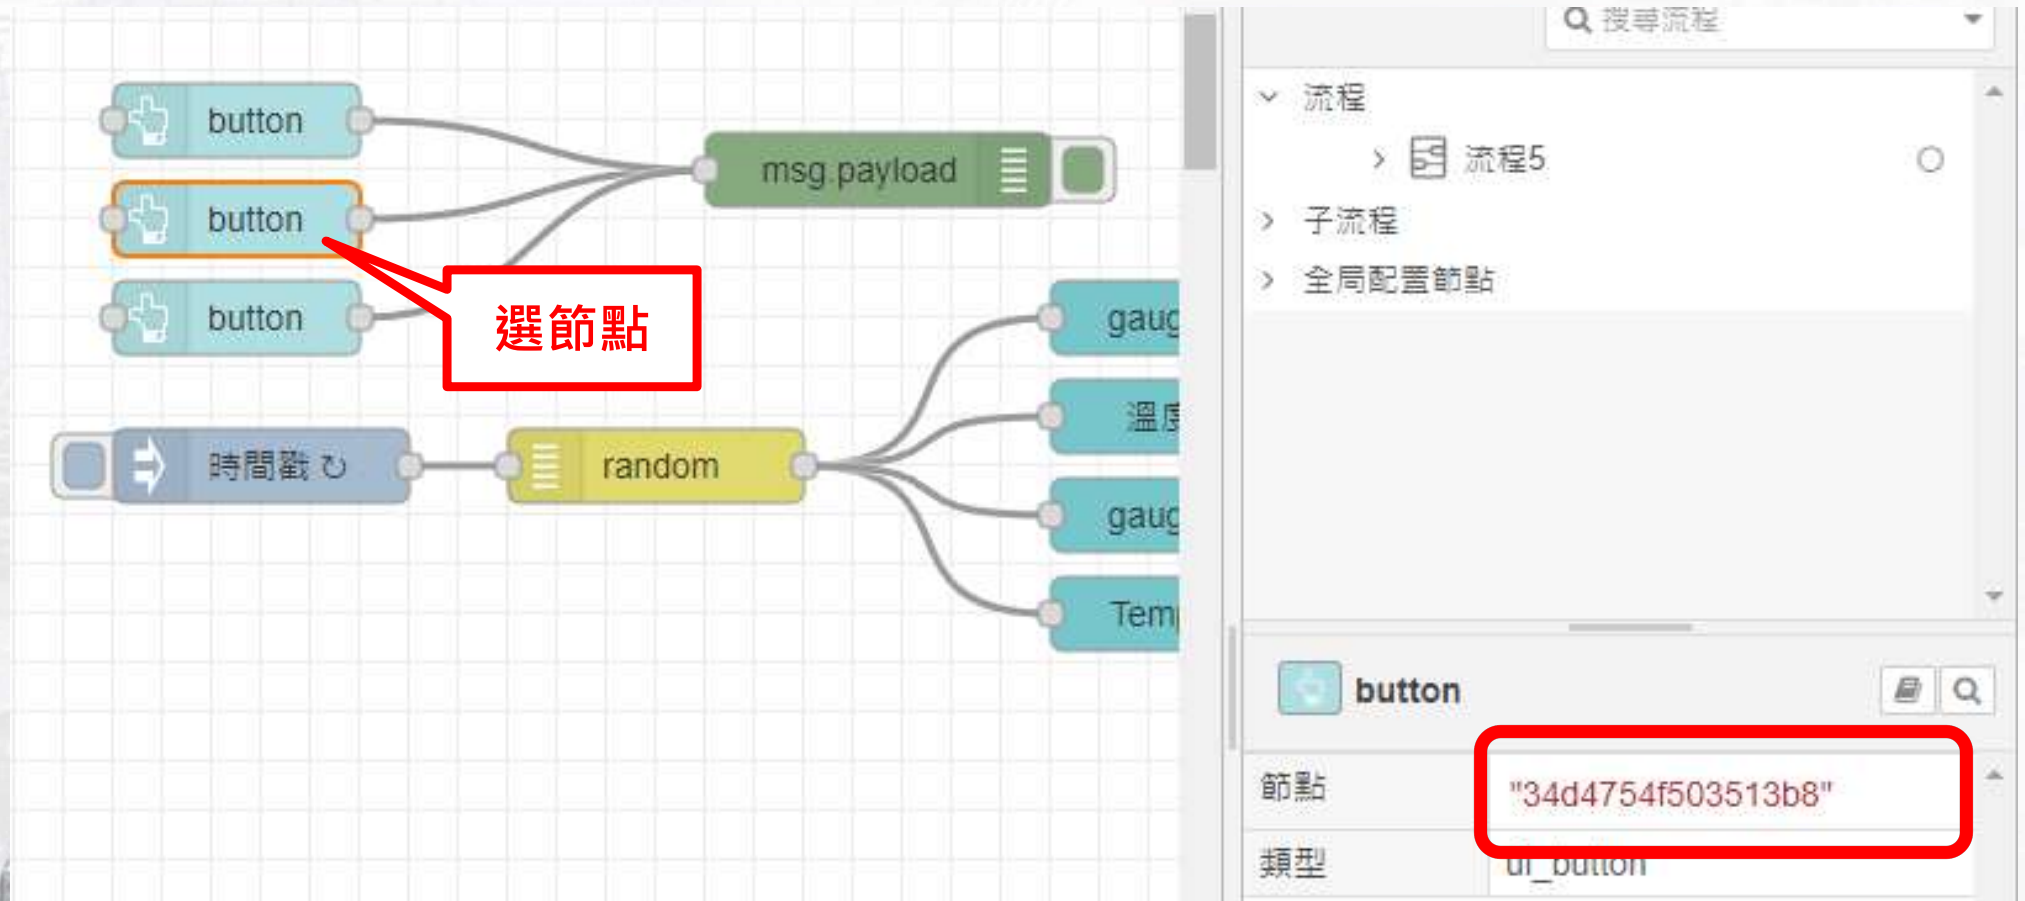 button
button
button
msg.payload
選節點
時間戳 ↻
random
gaug
溫度
gaug
Temp
搜尋流程
流程
流程5
子流程
全局配置節點
button
節點
"34d4754f503513b8"
類型
ui_button